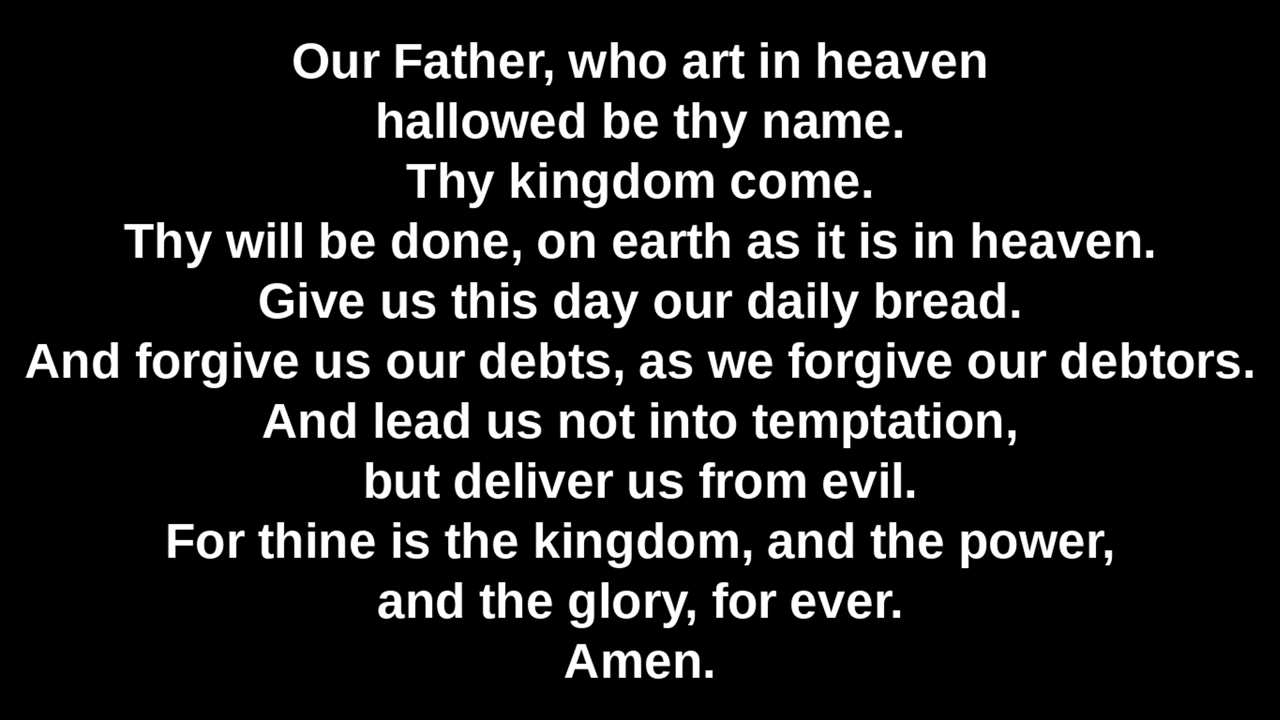 Our Father, who art in heaven
hallowed be thy name.
Thy kingdom come.
Thy will be done, on earth as it is in heaven.
Give us this day our daily bread.
And forgive us our debts, as we forgive our debtors.
And lead us not into temptation,
but deliver us from evil.
For thine is the kingdom, and the power,
and the glory, for ever.
Amen.